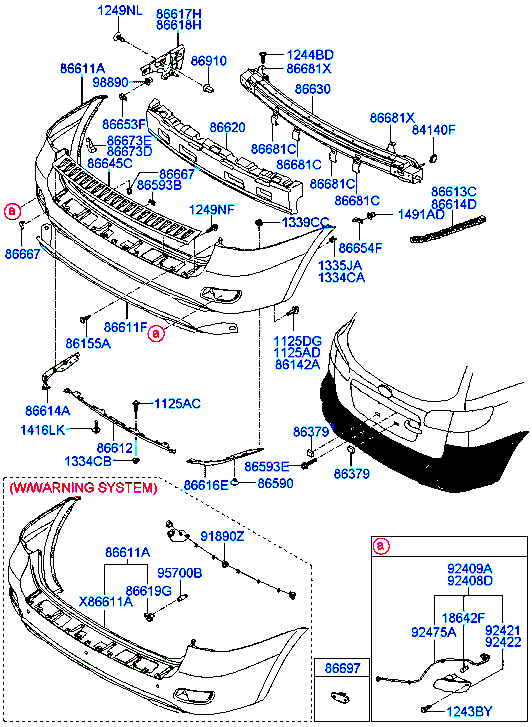 1249NL
86617H
86618H
86910
1244BD
86681X
86630
86611A
98890
86653F
86673E
86673D
86645C
86620
86681C
86681C
86681C
86681C
86681X
84140F
86667
86593B
1249NF
1339CC
1491AD
86613C
86614D
86654F
1335JA
1334CA
a
86667
86611F
a
86155A
1125DG
1125AD
86142A
86614A
1416LK
1125AC
86612
1334CB
86616E
86590
86593E
86379
86379
(W/WARNING SYSTEM)
91890Z
86611A
95700B
86619G
X86611A
86697
a
92409A
92408D
18642F
92475A
92421
92422
1243BY